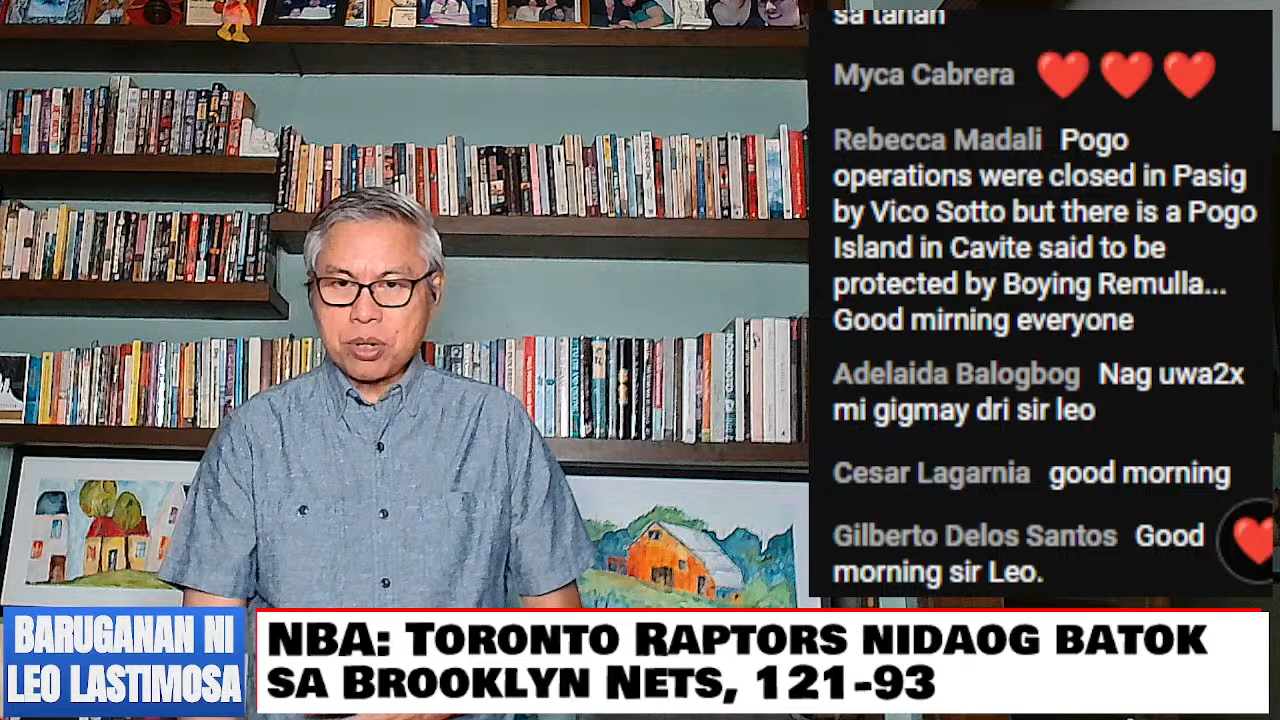 sa tanan
Myca Cabrera ❤️❤️❤️
Rebecca Madali Pogo
operations were closed in Pasig
by Vico Sotto but there is a Pogo
Island in Cavite said to be
protected by Boying Remulla...
Good mirning everyone
Adelaida Balogbog Nag uwa2x
mi gigmay dri sir leo
Cesar Lagarnia good morning
Gilberto Delos Santos Good
morning sir Leo.
BARUGANAN NI
LEO LASTIMOSA
NBA: TORONTO RAPTORS NIDAOG BATOK
SA BROOKLYN NETS, 121-93